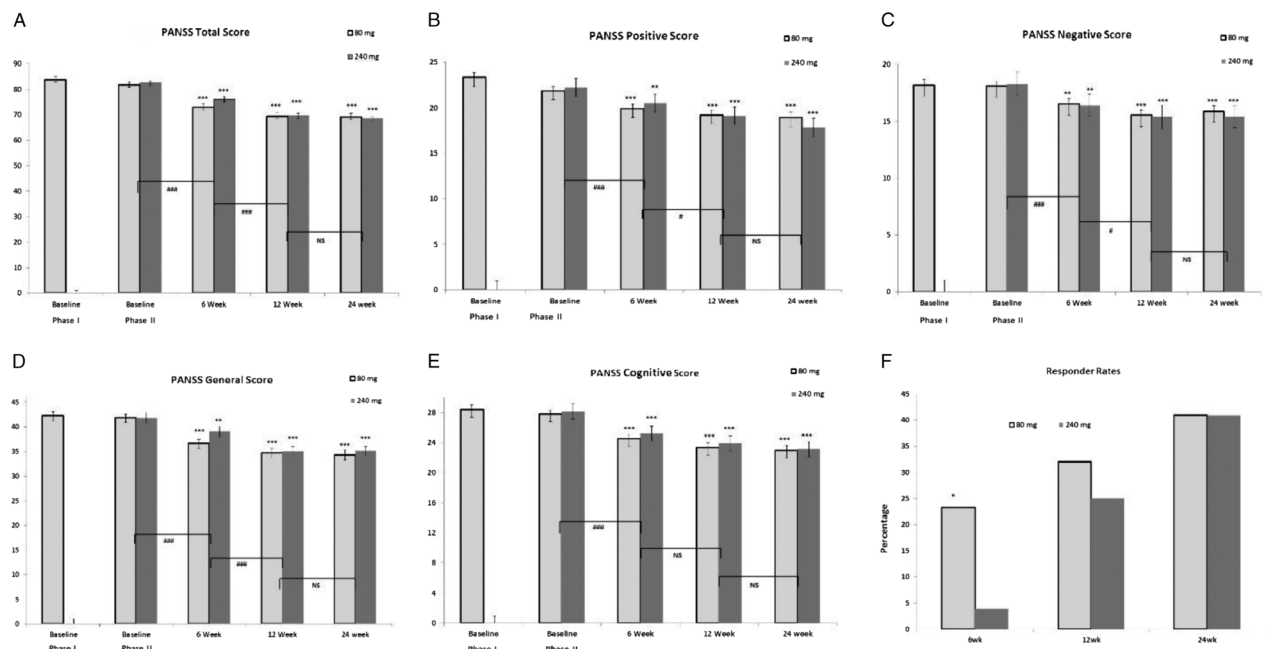 A
PANSS Total Score
80 mg
240 mg
90
80
70
60
50
40
30
20
10
0
*** ***
*** ***
*** ***
###
###
NS
Baseline
Baseline
6 Week
12 Week
24 week
Phase I
Phase II
B
PANSS Positive Score
80 mg
240 mg
25
20
15
10
5
0
*** **
*** ***
*** ***
###
#
NS
Baseline
Baseline
6 Week
12 Week
24 week
Phase I
Phase II
C
PANSS Negative Score
80 mg
240 mg
20
15
10
5
0
** **
*** ***
*** ***
###
#
NS
Baseline
Baseline
6 Week
12 Week
24 week
Phase I
Phase II
D
PANSS General Score
80 mg
240 mg
45
40
35
30
25
20
15
10
5
0
*** **
*** ***
*** ***
###
###
NS
Baseline
Baseline
6 Week
12 Week
24 week
Phase I
Phase II
E
PANSS Cognitive Score
80 mg
240 mg
32
28
24
20
16
12
8
4
0
*** ***
*** ***
*** ***
###
NS
NS
Baseline
Baseline
6 Week
12 Week
24 week
Phase I
Phase II
F
Responder Rates
80 mg
240 mg
Percentage
45
40
35
30
25
20
15
10
5
0
*
6wk
12wk
24wk